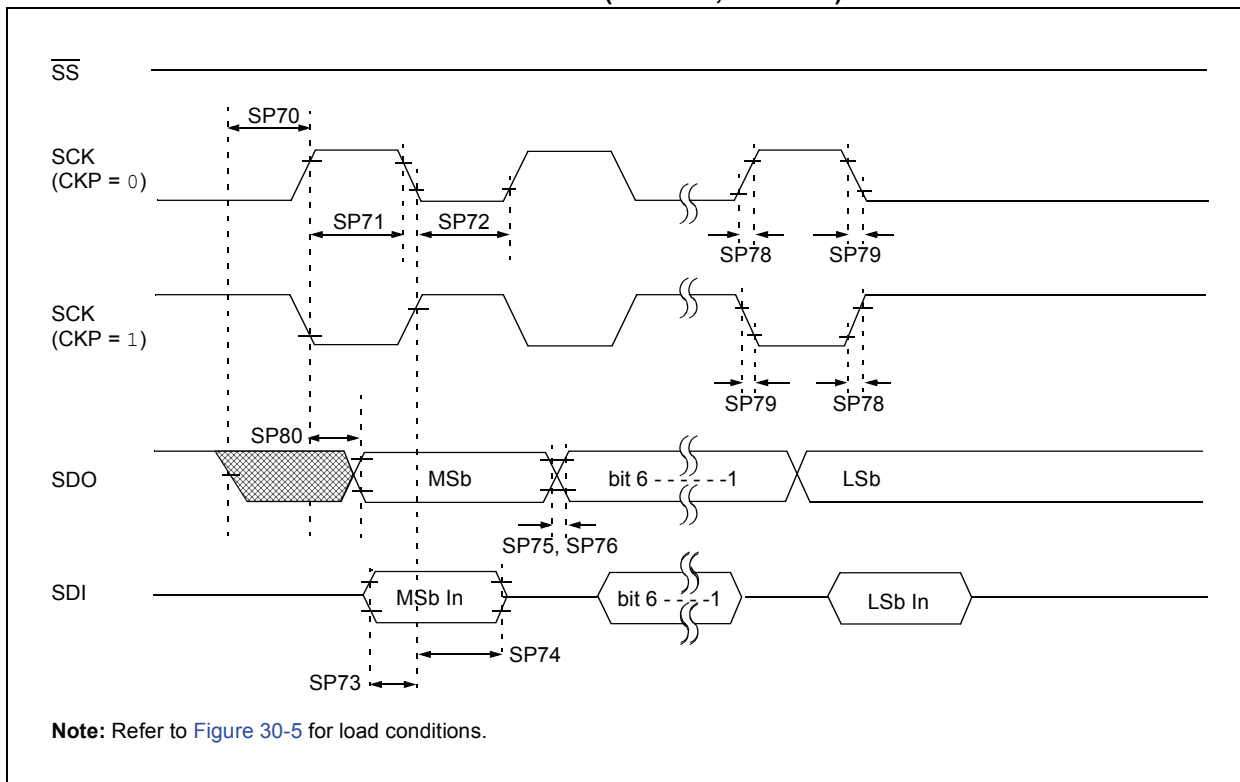 SS
SP70
SCK
(CKP = 0)
SP71
SP72
SP78
SP79
SCK
(CKP = 1)
SP79
SP78
SP80
SDO
MSb
bit 6 - - - - - -1
LSb
SP75, SP76
SDI
MSb In
bit 6 - - - - -1
LSb In
SP74
SP73
Note: Refer to Figure 30-5 for load conditions.